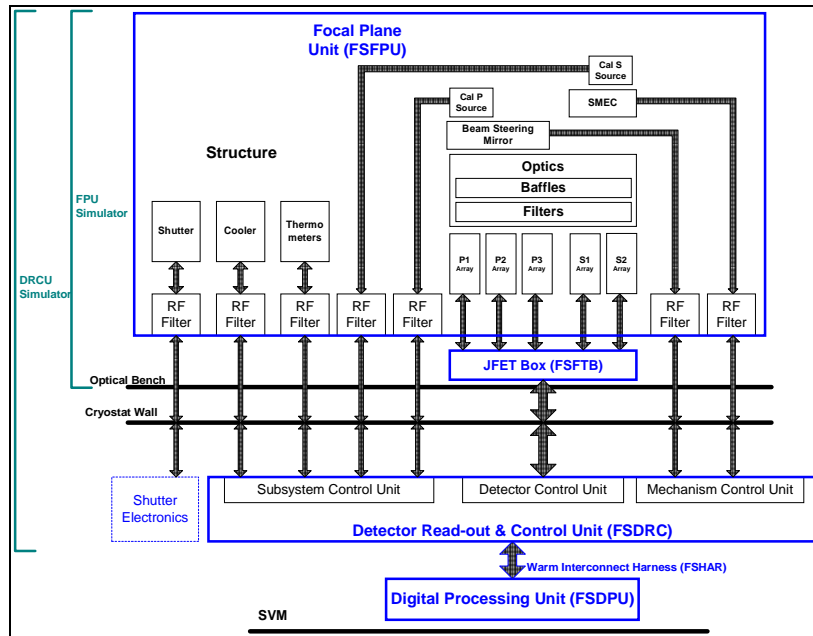 Focal Plane
Unit (FSFPU)
Cal S
Source
Cal P
Source
SMEC
Beam Steering
Mirror
Structure
Optics
Baffles
Filters
FPU
Simulator
DRCU
Simulator
Shutter
Cooler
Thermo
meters
P1
Array
P2
Array
P3
Array
S1
Array
S2
Array
RF
Filter
RF
Filter
RF
Filter
RF
Filter
RF
Filter
RF
Filter
RF
Filter
JFET Box (FSFTB)
Optical Bench
Cryostat Wall
Shutter
Electronics
Subsystem Control Unit
Detector Control Unit
Mechanism Control Unit
Detector Read-out & Control Unit (FSDRC)
Warm Interconnect Harness (FSHAR)
Digital Processing Unit (FSDPU)
SVM